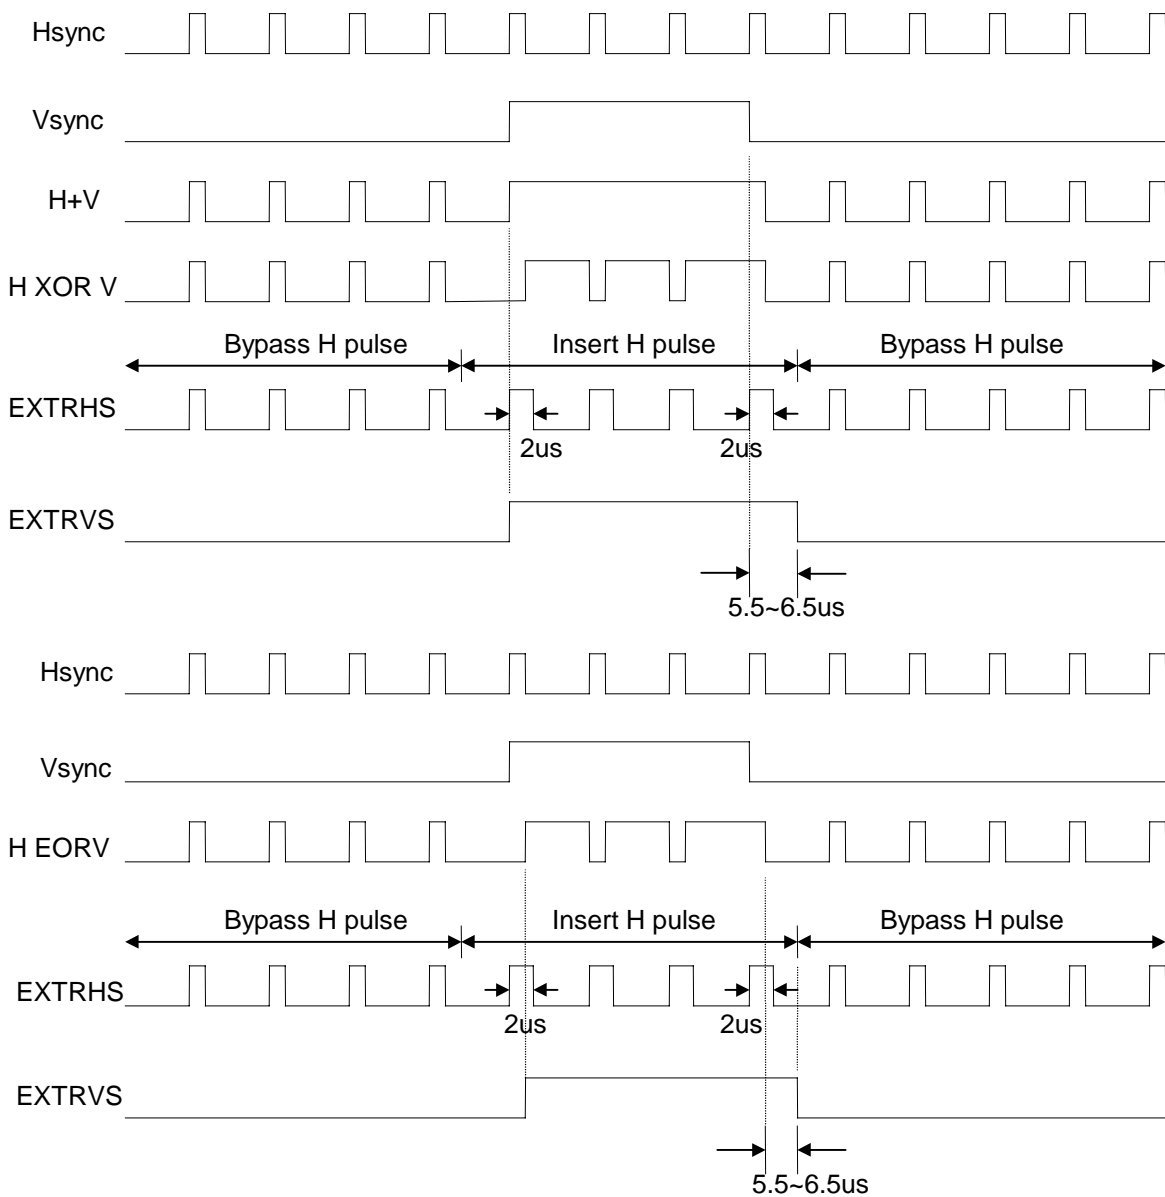 Hsync
Vsync
H+V
H XOR V
Bypass H pulse Insert H pulse Bypass H pulse
EXTRHS
2us 2us
EXTRVS
5.5~6.5us
Hsync
Vsync
H EORV
Bypass H pulse Insert H pulse Bypass H pulse
EXTRHS
2us 2us
EXTRVS
5.5~6.5us